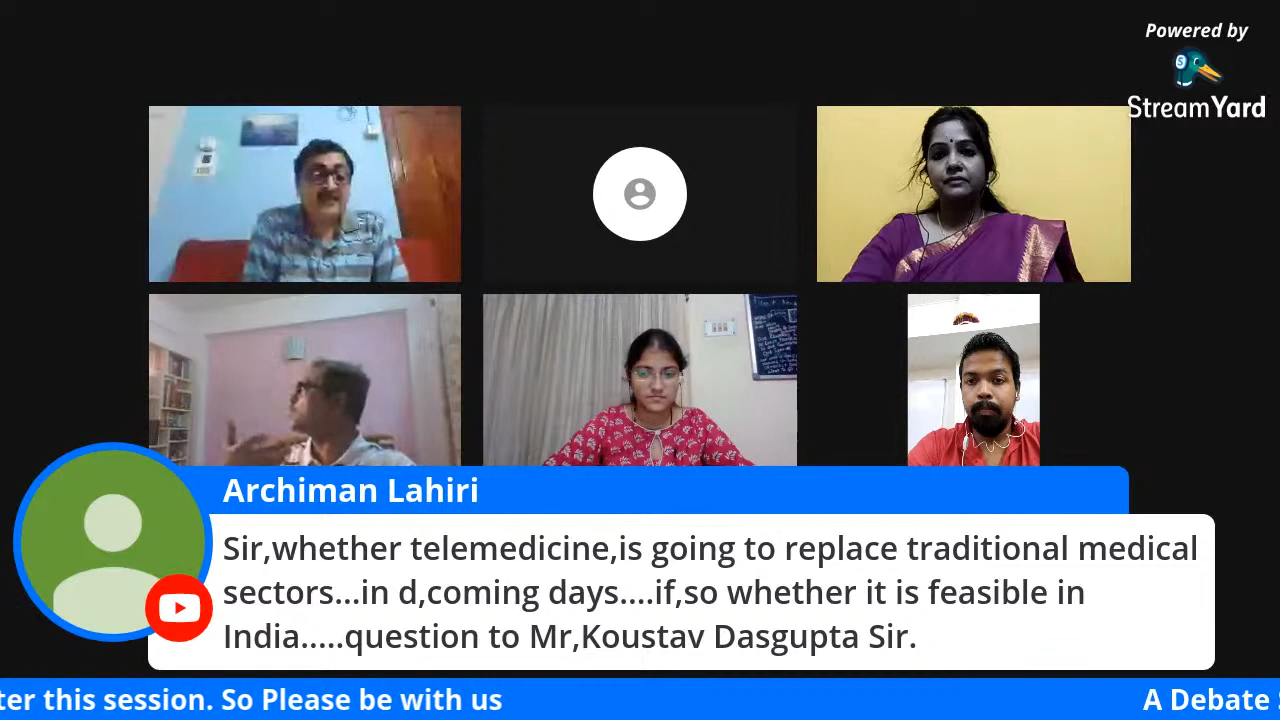 Powered by
StreamYard
Archiman Lahiri
Sir,whether telemedicine,is going to replace traditional medical
sectors...in d,coming days....if,so whether it is feasible in
India.....question to Mr,Koustav Dasgupta Sir.
ter this session. So Please be with us
A Debate S